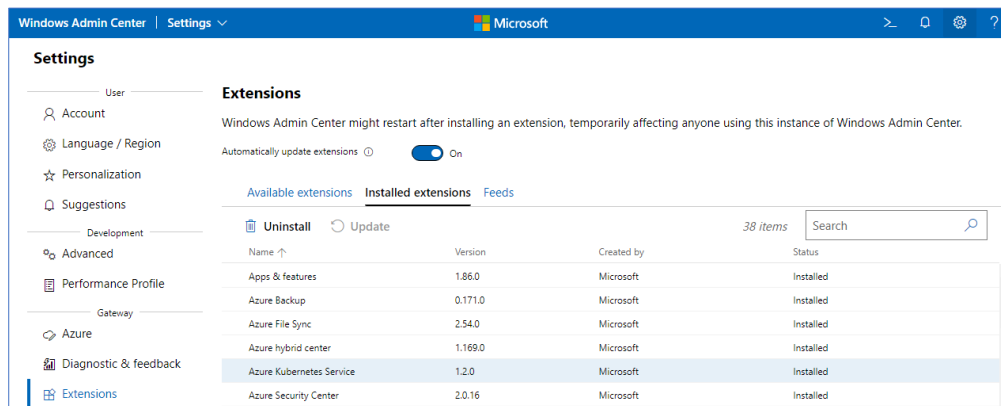 Windows Admin Center | Settings
Microsoft
?
Settings
User
Account
Language / Region
Personalization
Suggestions
Development
Advanced
Performance Profile
Gateway
Azure
Diagnostic & feedback
Extensions
Extensions
Windows Admin Center might restart after installing an extension, temporarily affecting anyone using this instance of Windows Admin Center.
Automatically update extensions On
Available extensions Installed extensions Feeds
Uninstall Update 38 items Search
Name Version Created by Status
Apps & features 1.86.0 Microsoft Installed
Azure Backup 0.171.0 Microsoft Installed
Azure File Sync 2.54.0 Microsoft Installed
Azure hybrid center 1.169.0 Microsoft Installed
Azure Kubernetes Service 1.2.0 Microsoft Installed
Azure Security Center 2.0.16 Microsoft Installed